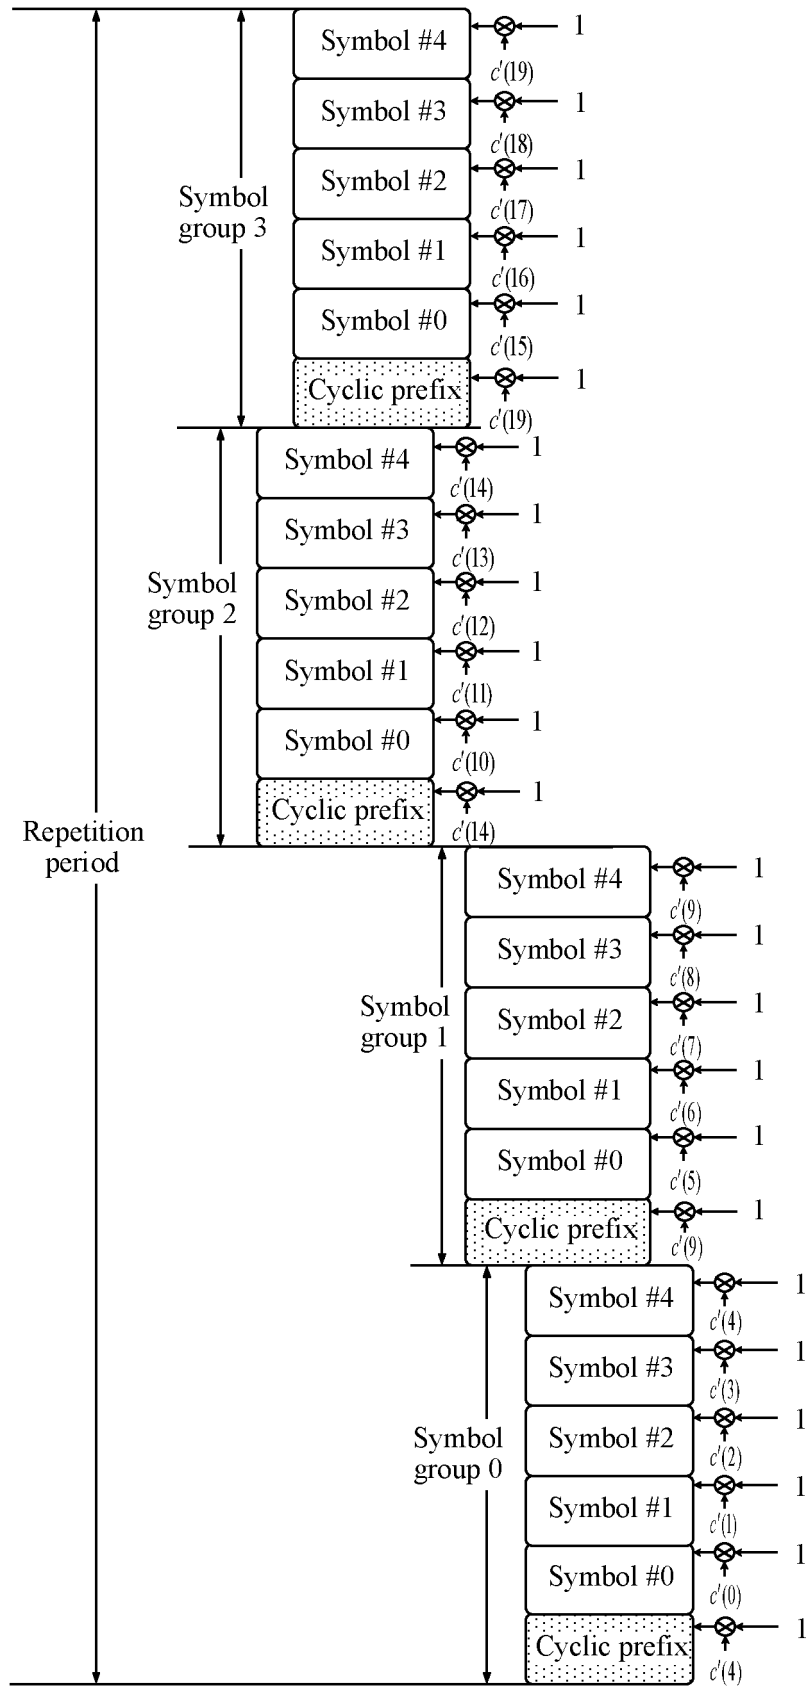 Symbol #4
1
c'(19)
Symbol #3
1
c'(18)
Symbol #2
1
c'(17)
Symbol
group 3
Symbol #1
1
c'(16)
Symbol #0
1
c'(15)
Cyclic prefix
1
c'(19)
Symbol #4
1
c'(14)
Symbol #3
1
c'(13)
Symbol
group 2
Symbol #2
1
c'(12)
Symbol #1
1
c'(11)
Symbol #0
1
c'(10)
Cyclic prefix
1
c'(14)
Repetition
period
Symbol #4
1
c'(9)
Symbol #3
1
c'(8)
Symbol
group 1
Symbol #2
1
c'(7)
Symbol #1
1
c'(6)
Symbol #0
1
c'(5)
Cyclic prefix
1
c'(9)
Symbol #4
1
c'(4)
Symbol #3
1
c'(3)
Symbol
group 0
Symbol #2
1
c'(2)
Symbol #1
1
c'(1)
Symbol #0
1
c'(0)
Cyclic prefix
1
c'(4)